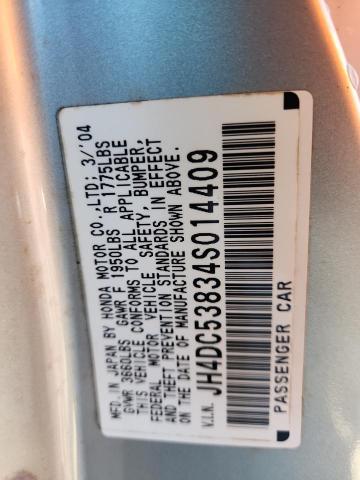 MFD. IN JAPAN BY HONDA MOTOR CO.,LTD; 3/'04
GVWR 3660LBS GAWR F 1950LBS R 1775LBS
THIS VEHICLE CONFORMS TO ALL APPLICABLE
FEDERAL MOTOR VEHICLE SAFETY, BUMPER,
AND THEFT PREVENTION STANDARDS IN EFFECT
ON THE DATE OF MANUFACTURE SHOWN ABOVE.
V.I.N. JH4DC53834S014409
PASSENGER CAR